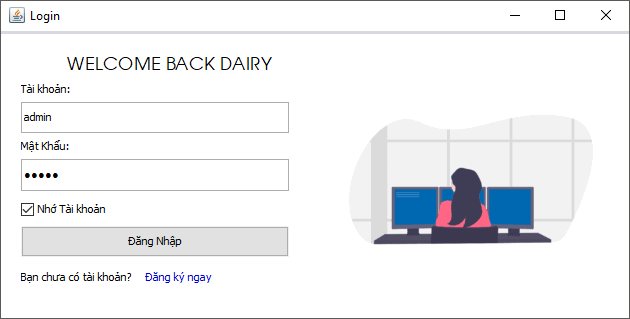 Login
WELCOME BACK DAIRY
Tài khoản:
admin
Mật Khẩu:
•••••
Nhớ Tài khoản
Đăng Nhập
Bạn chưa có tài khoản? Đăng ký ngay